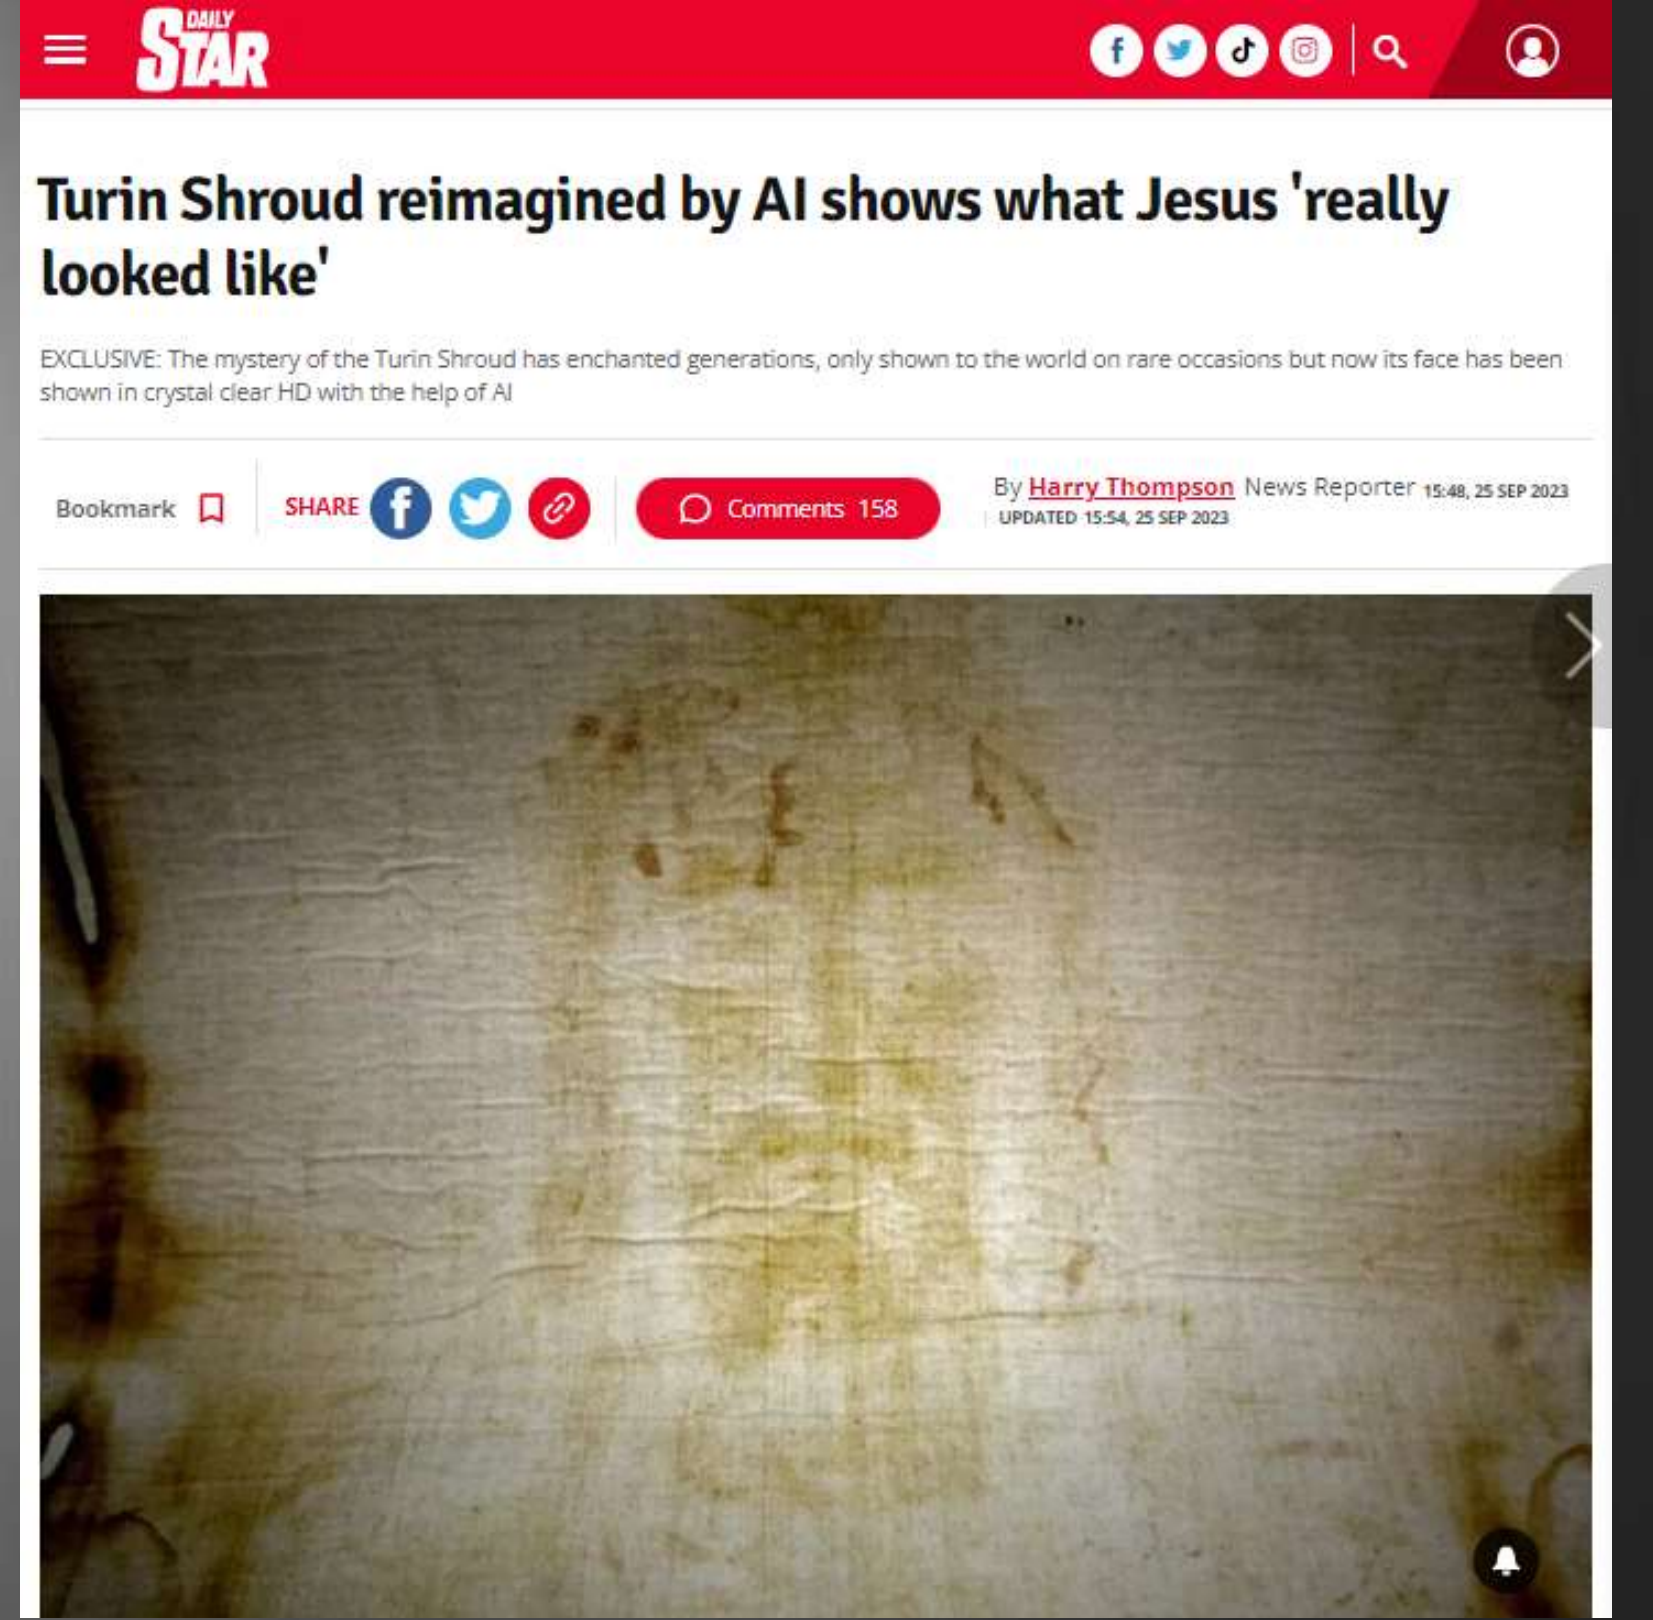 DAILY
STAR
Turin Shroud reimagined by AI shows what Jesus 'really
looked like'
EXCLUSIVE: The mystery of the Turin Shroud has enchanted generations, only shown to the world on rare occasions but now its face has been
shown in crystal clear HD with the help of AI
Bookmark
SHARE
Comments 158
By Harry Thompson News Reporter 15:48, 25 SEP 2023
UPDATED 15:54, 25 SEP 2023